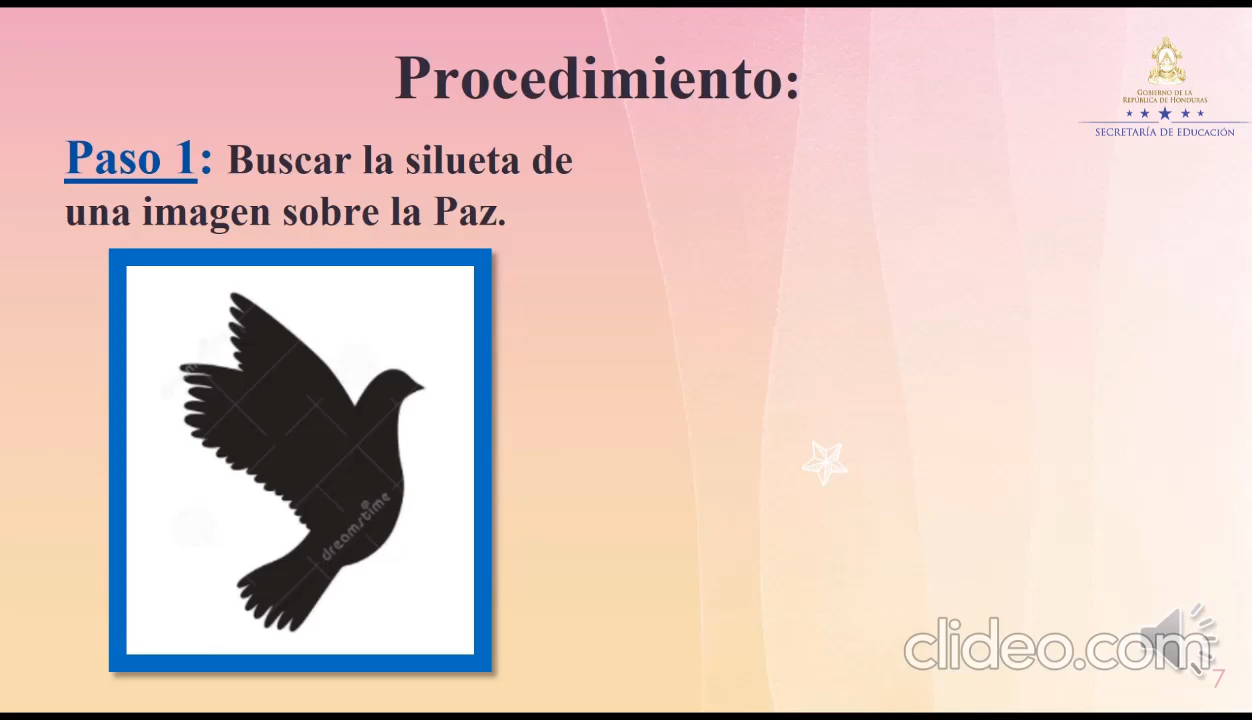 Procedimiento:
GOBIERNO DE LA
REPÚBLICA DE HONDURAS
SECRETARÍA DE EDUCACIÓN
Paso 1: Buscar la silueta de
una imagen sobre la Paz.
dreamstime
clideo.com
7